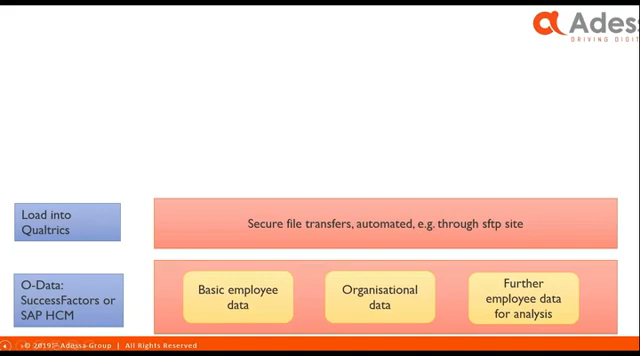 Adess
DRIVING DIGIT
Load into
Qualtrics
Secure file transfers, automated, e.g. through sftp site
O-Data:
SuccessFactors or
SAP HCM
Basic employee
data
Organisational
data
Further
employee data
for analysis
© 2019 Adessa-Group | All Rights Reserved